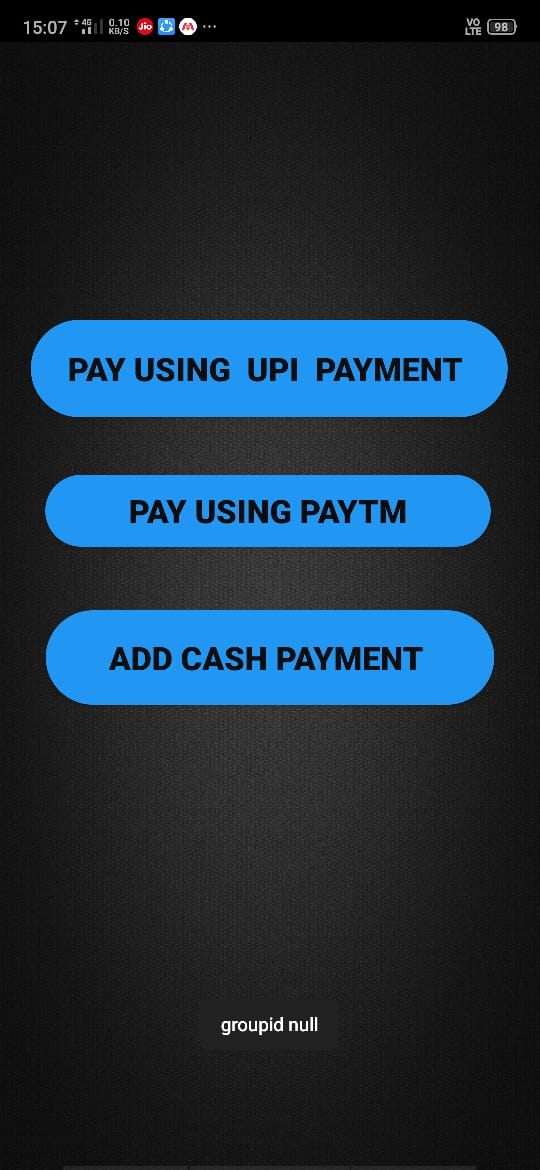 15:07 4G 0.10 KB/S Jio VO LTE 98
PAY USING  UPI  PAYMENT
PAY USING PAYTM
ADD CASH PAYMENT
groupid null